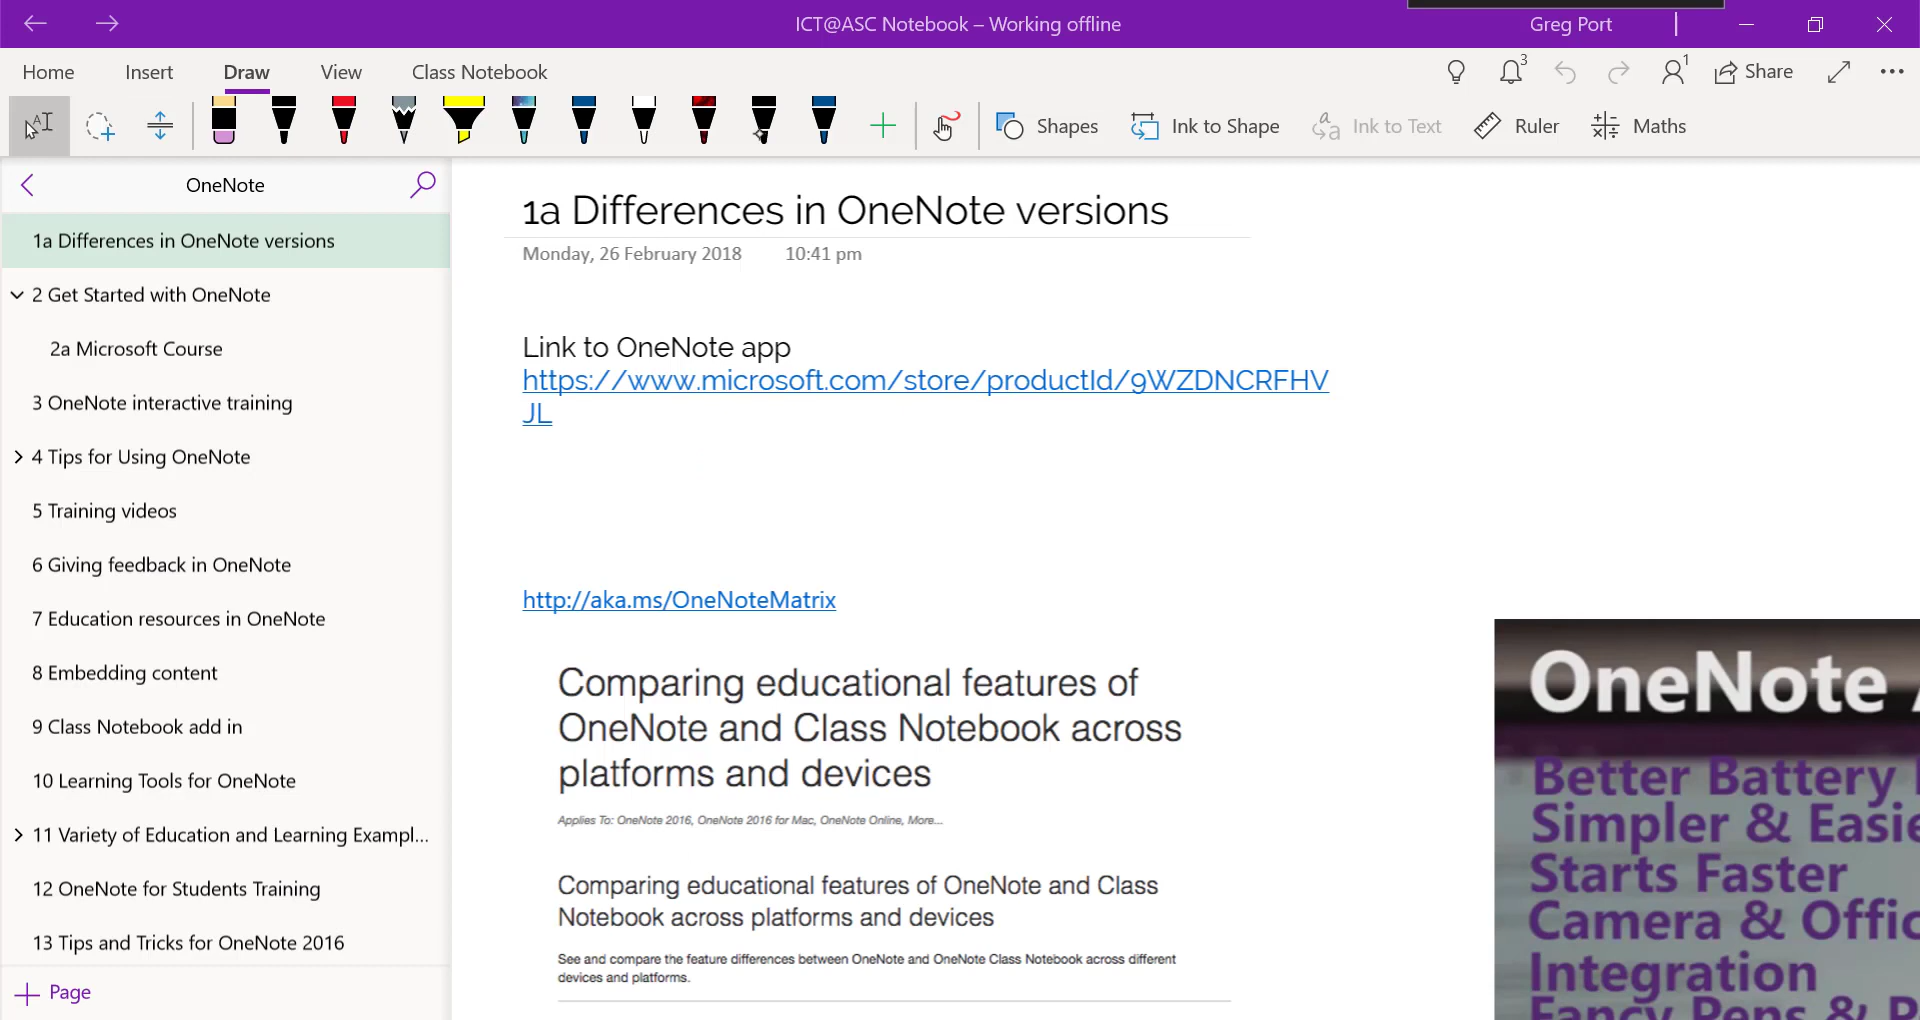 ICT@ASC Notebook – Working offline
Greg Port
Home Insert Draw View Class Notebook
3
1
Share
Shapes
Ink to Shape
Ink to Text
Ruler
Maths
OneNote
1a Differences in OneNote versions
2 Get Started with OneNote
2a Microsoft Course
3 OneNote interactive training
4 Tips for Using OneNote
5 Training videos
6 Giving feedback in OneNote
7 Education resources in OneNote
8 Embedding content
9 Class Notebook add in
10 Learning Tools for OneNote
11 Variety of Education and Learning Exampl...
12 OneNote for Students Training
13 Tips and Tricks for OneNote 2016
Page
1a Differences in OneNote versions
Monday, 26 February 2018 10:41 pm
Link to OneNote app
https://www.microsoft.com/store/productId/9WZDNCRFHV
JL
http://aka.ms/OneNoteMatrix
Comparing educational features of
OneNote and Class Notebook across
platforms and devices
Applies To: OneNote 2016, OneNote 2016 for Mac, OneNote Online, More...
Comparing educational features of OneNote and Class
Notebook across platforms and devices
See and compare the feature differences between OneNote and OneNote Class Notebook across different
devices and platforms.
OneNote
Better Battery
Simpler & Easie
Starts Faster
Camera & Offic
Integration
Fancy Pens & P